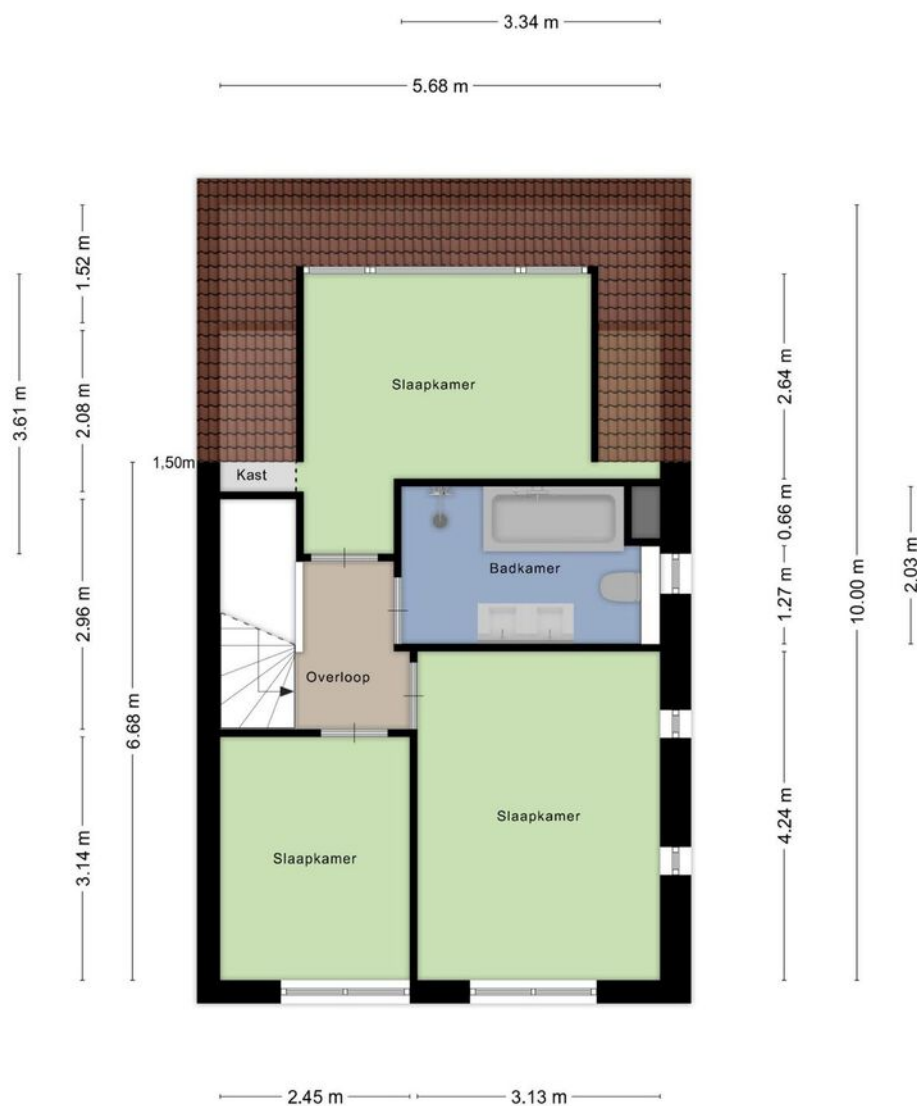 3.34 m
5.68 m
1.52 m
2.08 m
3.61 m
2.64 m
Slaapkamer
1.50m
Kast
0.66 m
2.03 m
10.00 m
Badkamer
1.27 m
2.96 m
Overloop
6.68 m
4.24 m
Slaapkamer
Slaapkamer
3.14 m
2.45 m
3.13 m